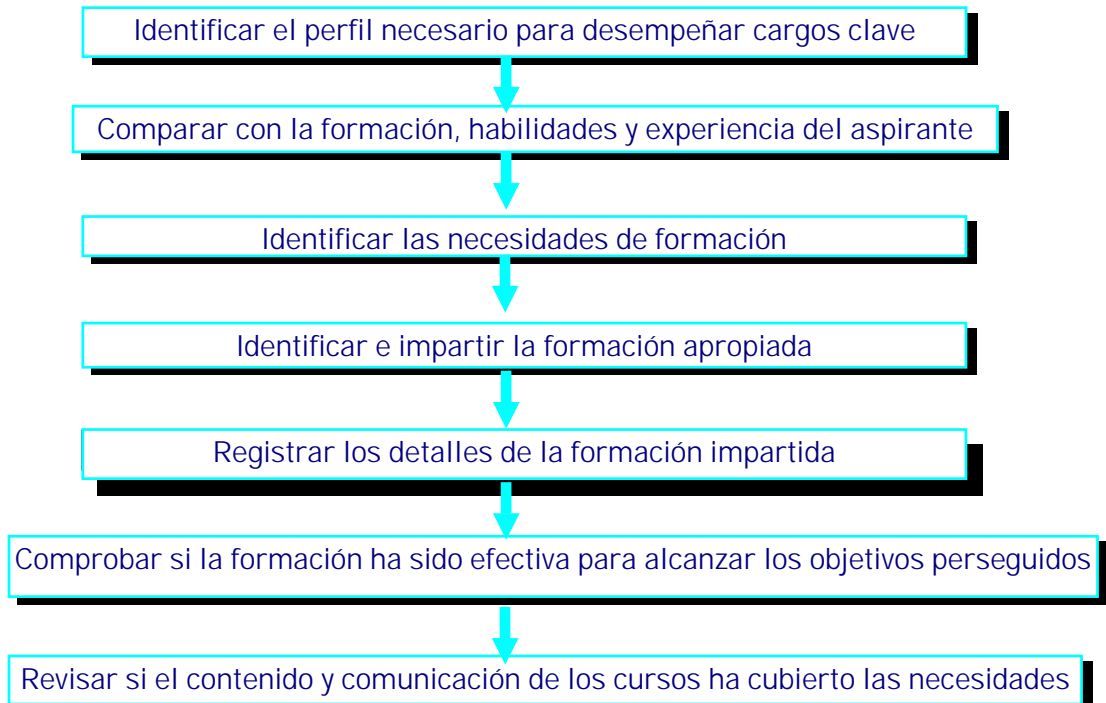 Identificar el perfil necesario para desempeñar cargos clave
Comparar con la formación, habilidades y experiencia del aspirante
Identificar las necesidades de formación
Identificar e impartir la formación apropiada
Registrar los detalles de la formación impartida
Comprobar si la formación ha sido efectiva para alcanzar los objetivos perseguidos
Revisar si el contenido y comunicación de los cursos ha cubierto las necesidades